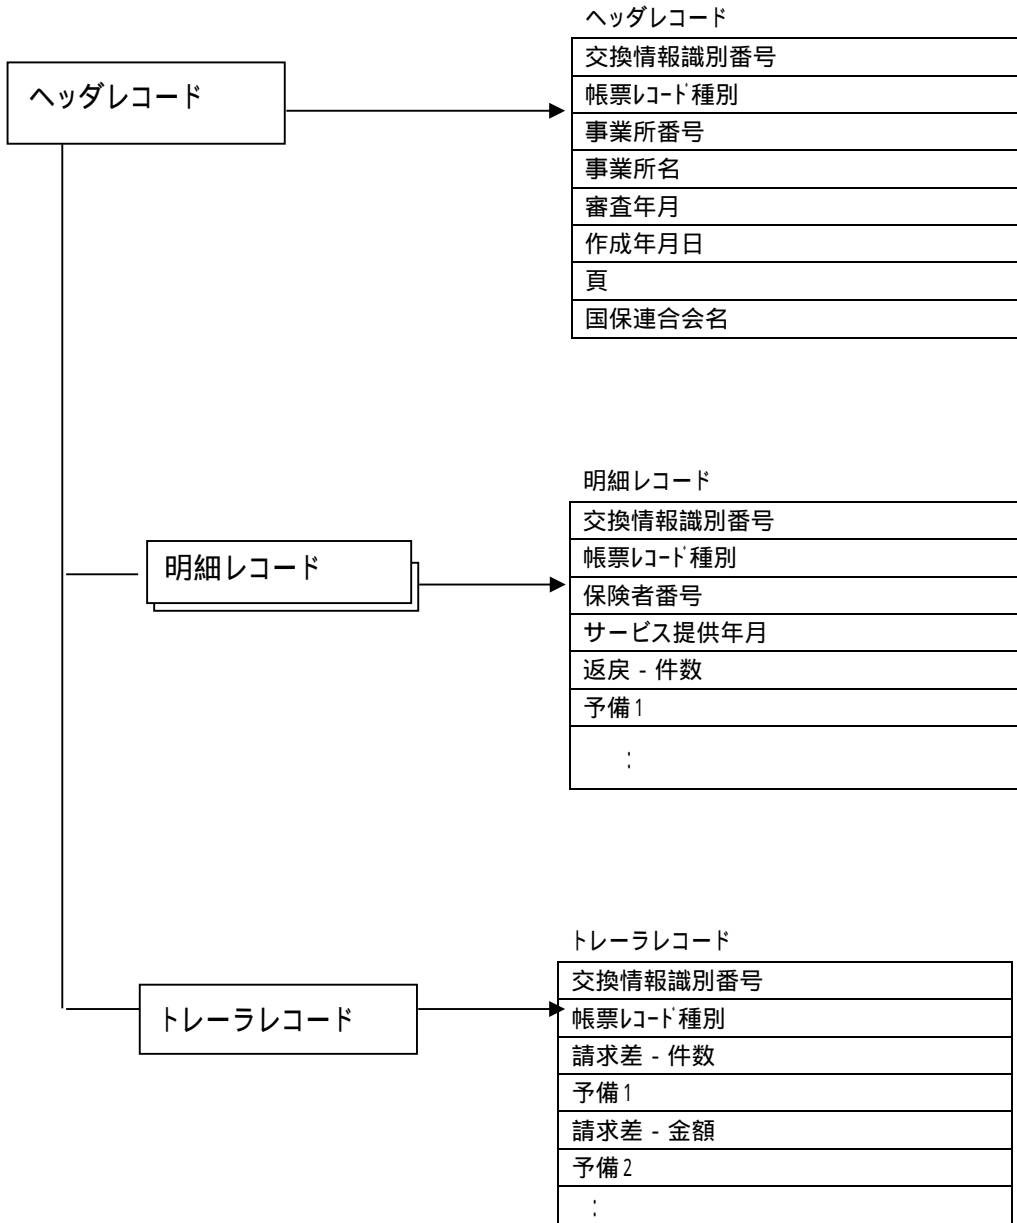 ヘッダレコード
ヘッダレコード
交換情報識別番号
帳票ﾚｺｰﾄﾞ種別
事業所番号
事業所名
審査年月
作成年月日
頁
国保連合会名
明細レコード
明細レコード
交換情報識別番号
帳票ﾚｺｰﾄﾞ種別
保険者番号
サービス提供年月
返戻 - 件数
予備1
:
トレーラレコード
トレーラレコード
交換情報識別番号
帳票ﾚｺｰﾄﾞ種別
請求差 - 件数
予備1
請求差 - 金額
予備2
: